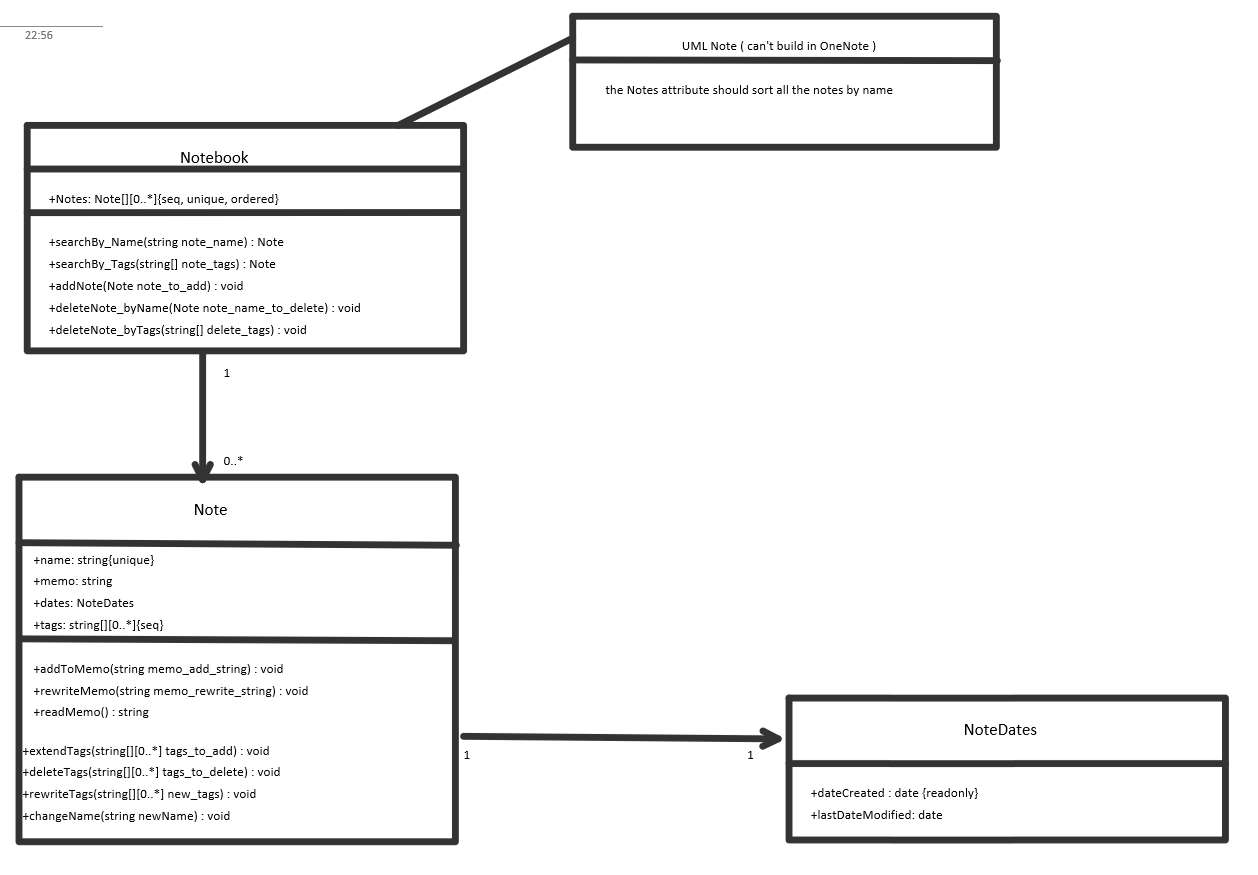 22:56
UML Note ( can't build in OneNote )
the Notes attribute should sort all the notes by name
Notebook
+Notes: Note[][0..*]{seq, unique, ordered}
+searchBy_Name(string note_name) : Note
+searchBy_Tags(string[] note_tags) : Note
+addNote(Note note_to_add) : void
+deleteNote_byName(Note note_name_to_delete) : void
+deleteNote_byTags(string[] delete_tags) : void
1
0..*
Note
+name: string{unique}
+memo: string
+dates: NoteDates
+tags: string[][0..*]{seq}
+addToMemo(string memo_add_string) : void
+rewriteMemo(string memo_rewrite_string) : void
+readMemo() : string
+extendTags(string[][0..*] tags_to_add) : void
+deleteTags(string[][0..*] tags_to_delete) : void
+rewriteTags(string[][0..*] new_tags) : void
+changeName(string newName) : void
1
1
NoteDates
+dateCreated : date {readonly}
+lastDateModified: date